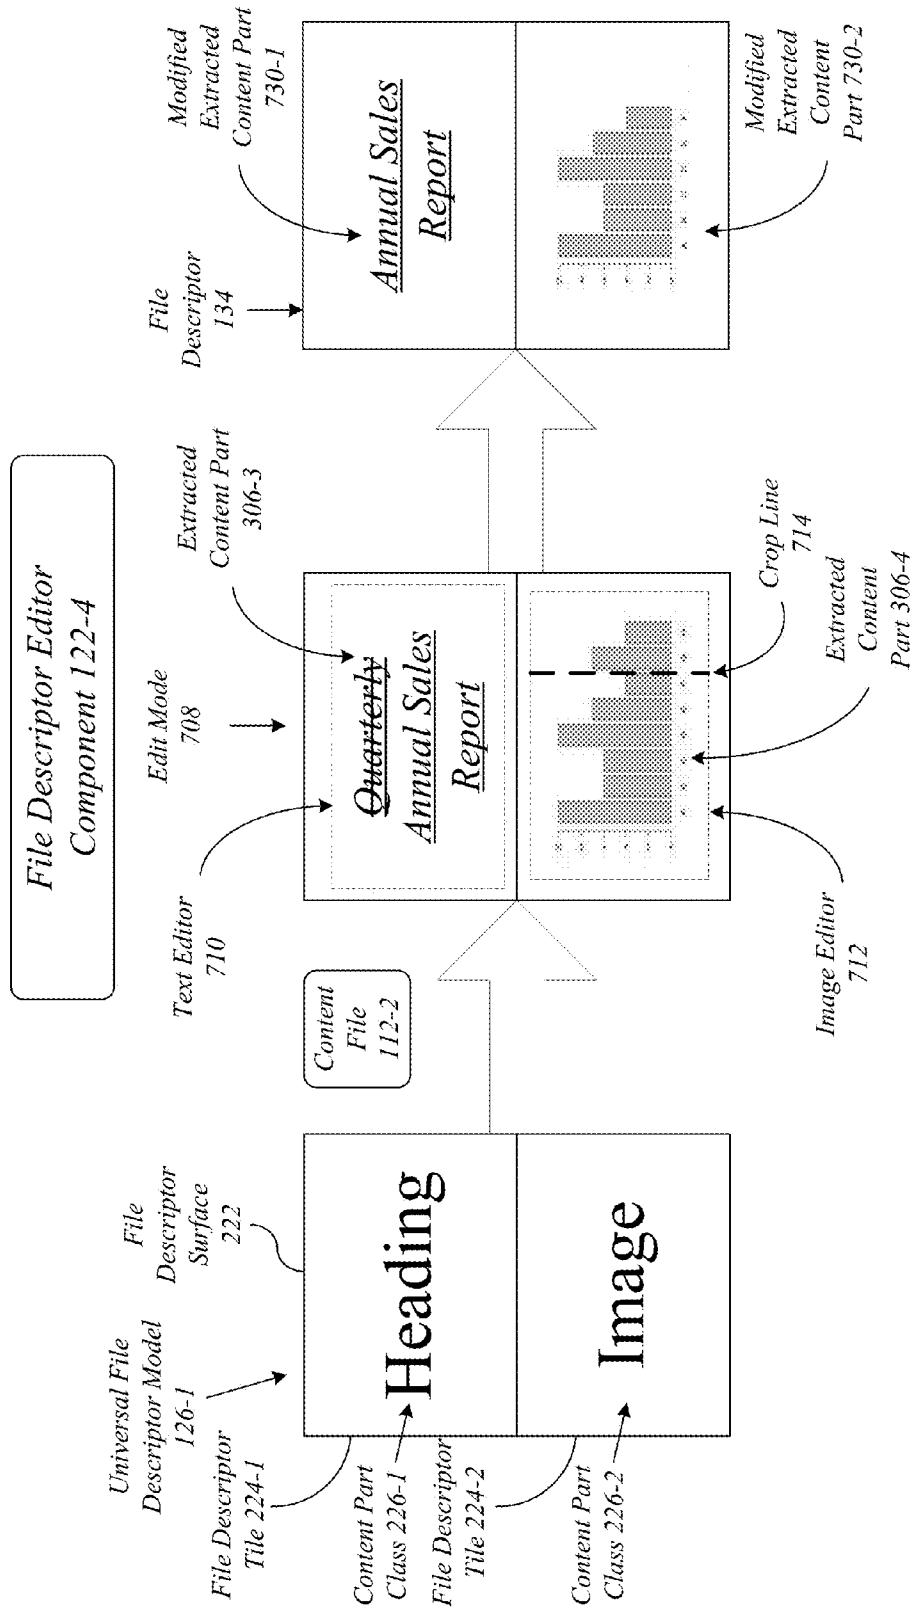 File Descriptor Editor
Component 122-4
Universal File
Descriptor Model
126-1
File
Descriptor
Surface
222
File Descriptor
Tile 224-1
Content Part
Class 226-1
File Descriptor
Tile 224-2
Content Part
Class 226-2
Heading
Image
Content
File
112-2
Text Editor
710
Edit Mode
708
Extracted
Content Part
306-3
Quarterly
Annual Sales
Report
Image Editor
712
Extracted
Content
Part 306-4
Crop Line
714
File
Descriptor
134
Modified
Extracted
Content Part
730-1
Annual Sales
Report
Modified
Extracted
Content
Part 730-2